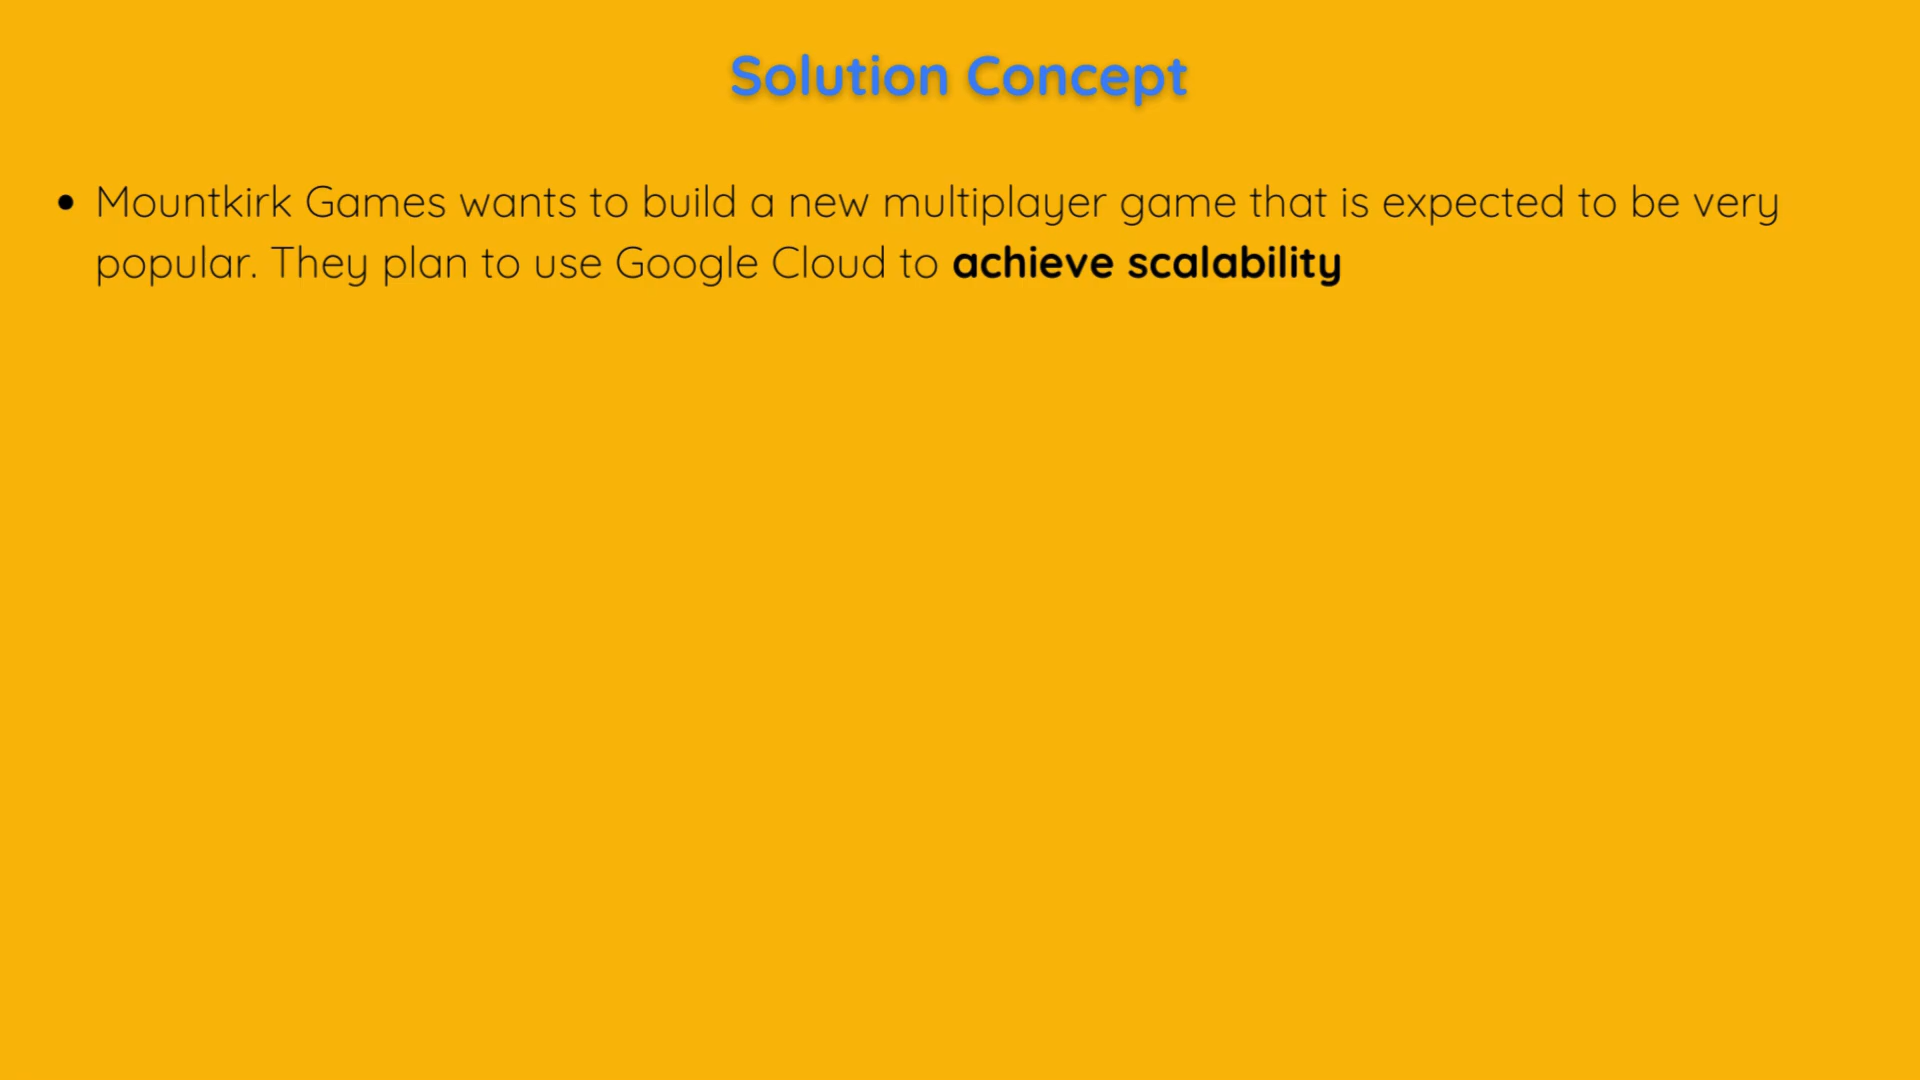 Solution Concept
• Mountkirk Games wants to build a new multiplayer game that is expected to be very
popular. They plan to use Google Cloud to achieve scalability